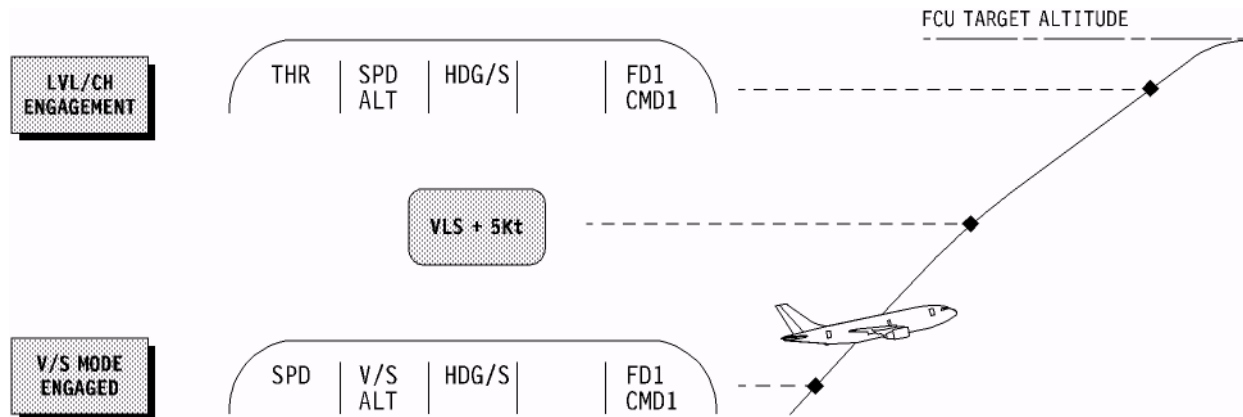 FCU TARGET ALTITUDE
LVL/CH
ENGAGEMENT
THR SPD HDG/S FD1
ALT CMD1
VLS + 5Kt
V/S MODE
ENGAGED
SPD V/S HDG/S FD1
ALT CMD1